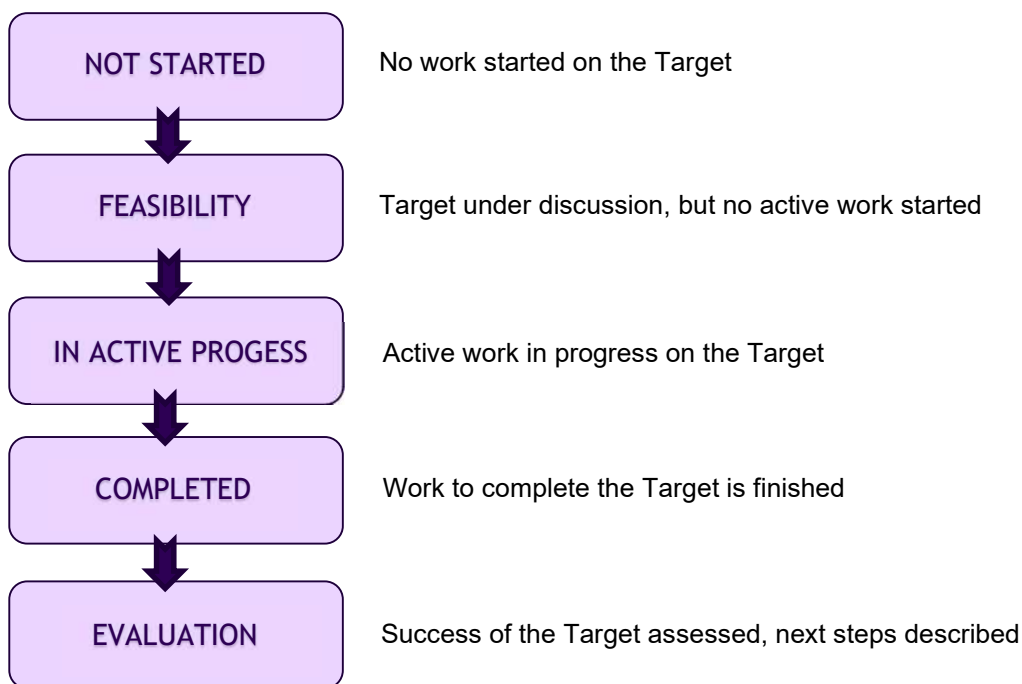 NOT STARTED
No work started on the Target
FEASIBILITY
Target under discussion, but no active work started
IN ACTIVE PROGESS
Active work in progress on the Target
COMPLETED
Work to complete the Target is finished
EVALUATION
Success of the Target assessed, next steps described